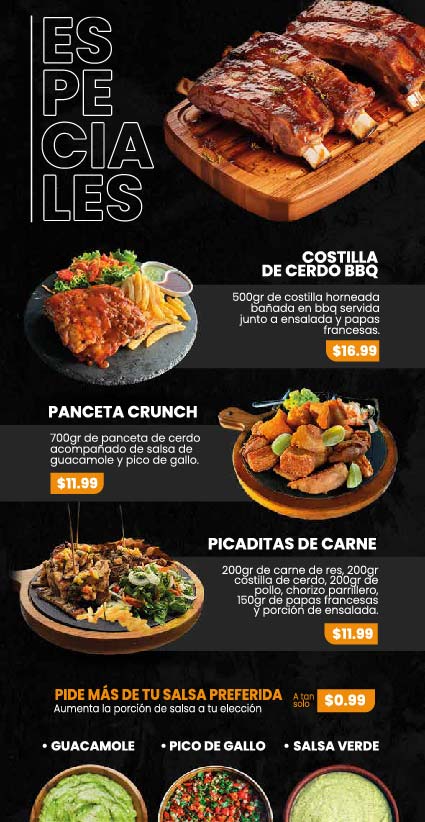 ES
PE
CIA
LES
COSTILLA
DE CERDO BBQ
500gr de costilla horneada
bañada en bbq servida
junto a ensalada y papas
francesas.
$16.99
PANCETA CRUNCH
700gr de panceta de cerdo
acompañado de salsa de
guacamole y pico de gallo.
$11.99
PICADITAS DE CARNE
200gr de carne de res, 200gr
costilla de cerdo, 200gr de
pollo, chorizo parrillero,
150gr de papas francesas
y porción de ensalada.
$11.99
PIDE MÁS DE TU SALSA PREFERIDA
Aumenta la porción de salsa a tu elección
A tan
solo
$0.99
• GUACAMOLE • PICO DE GALLO • SALSA VERDE